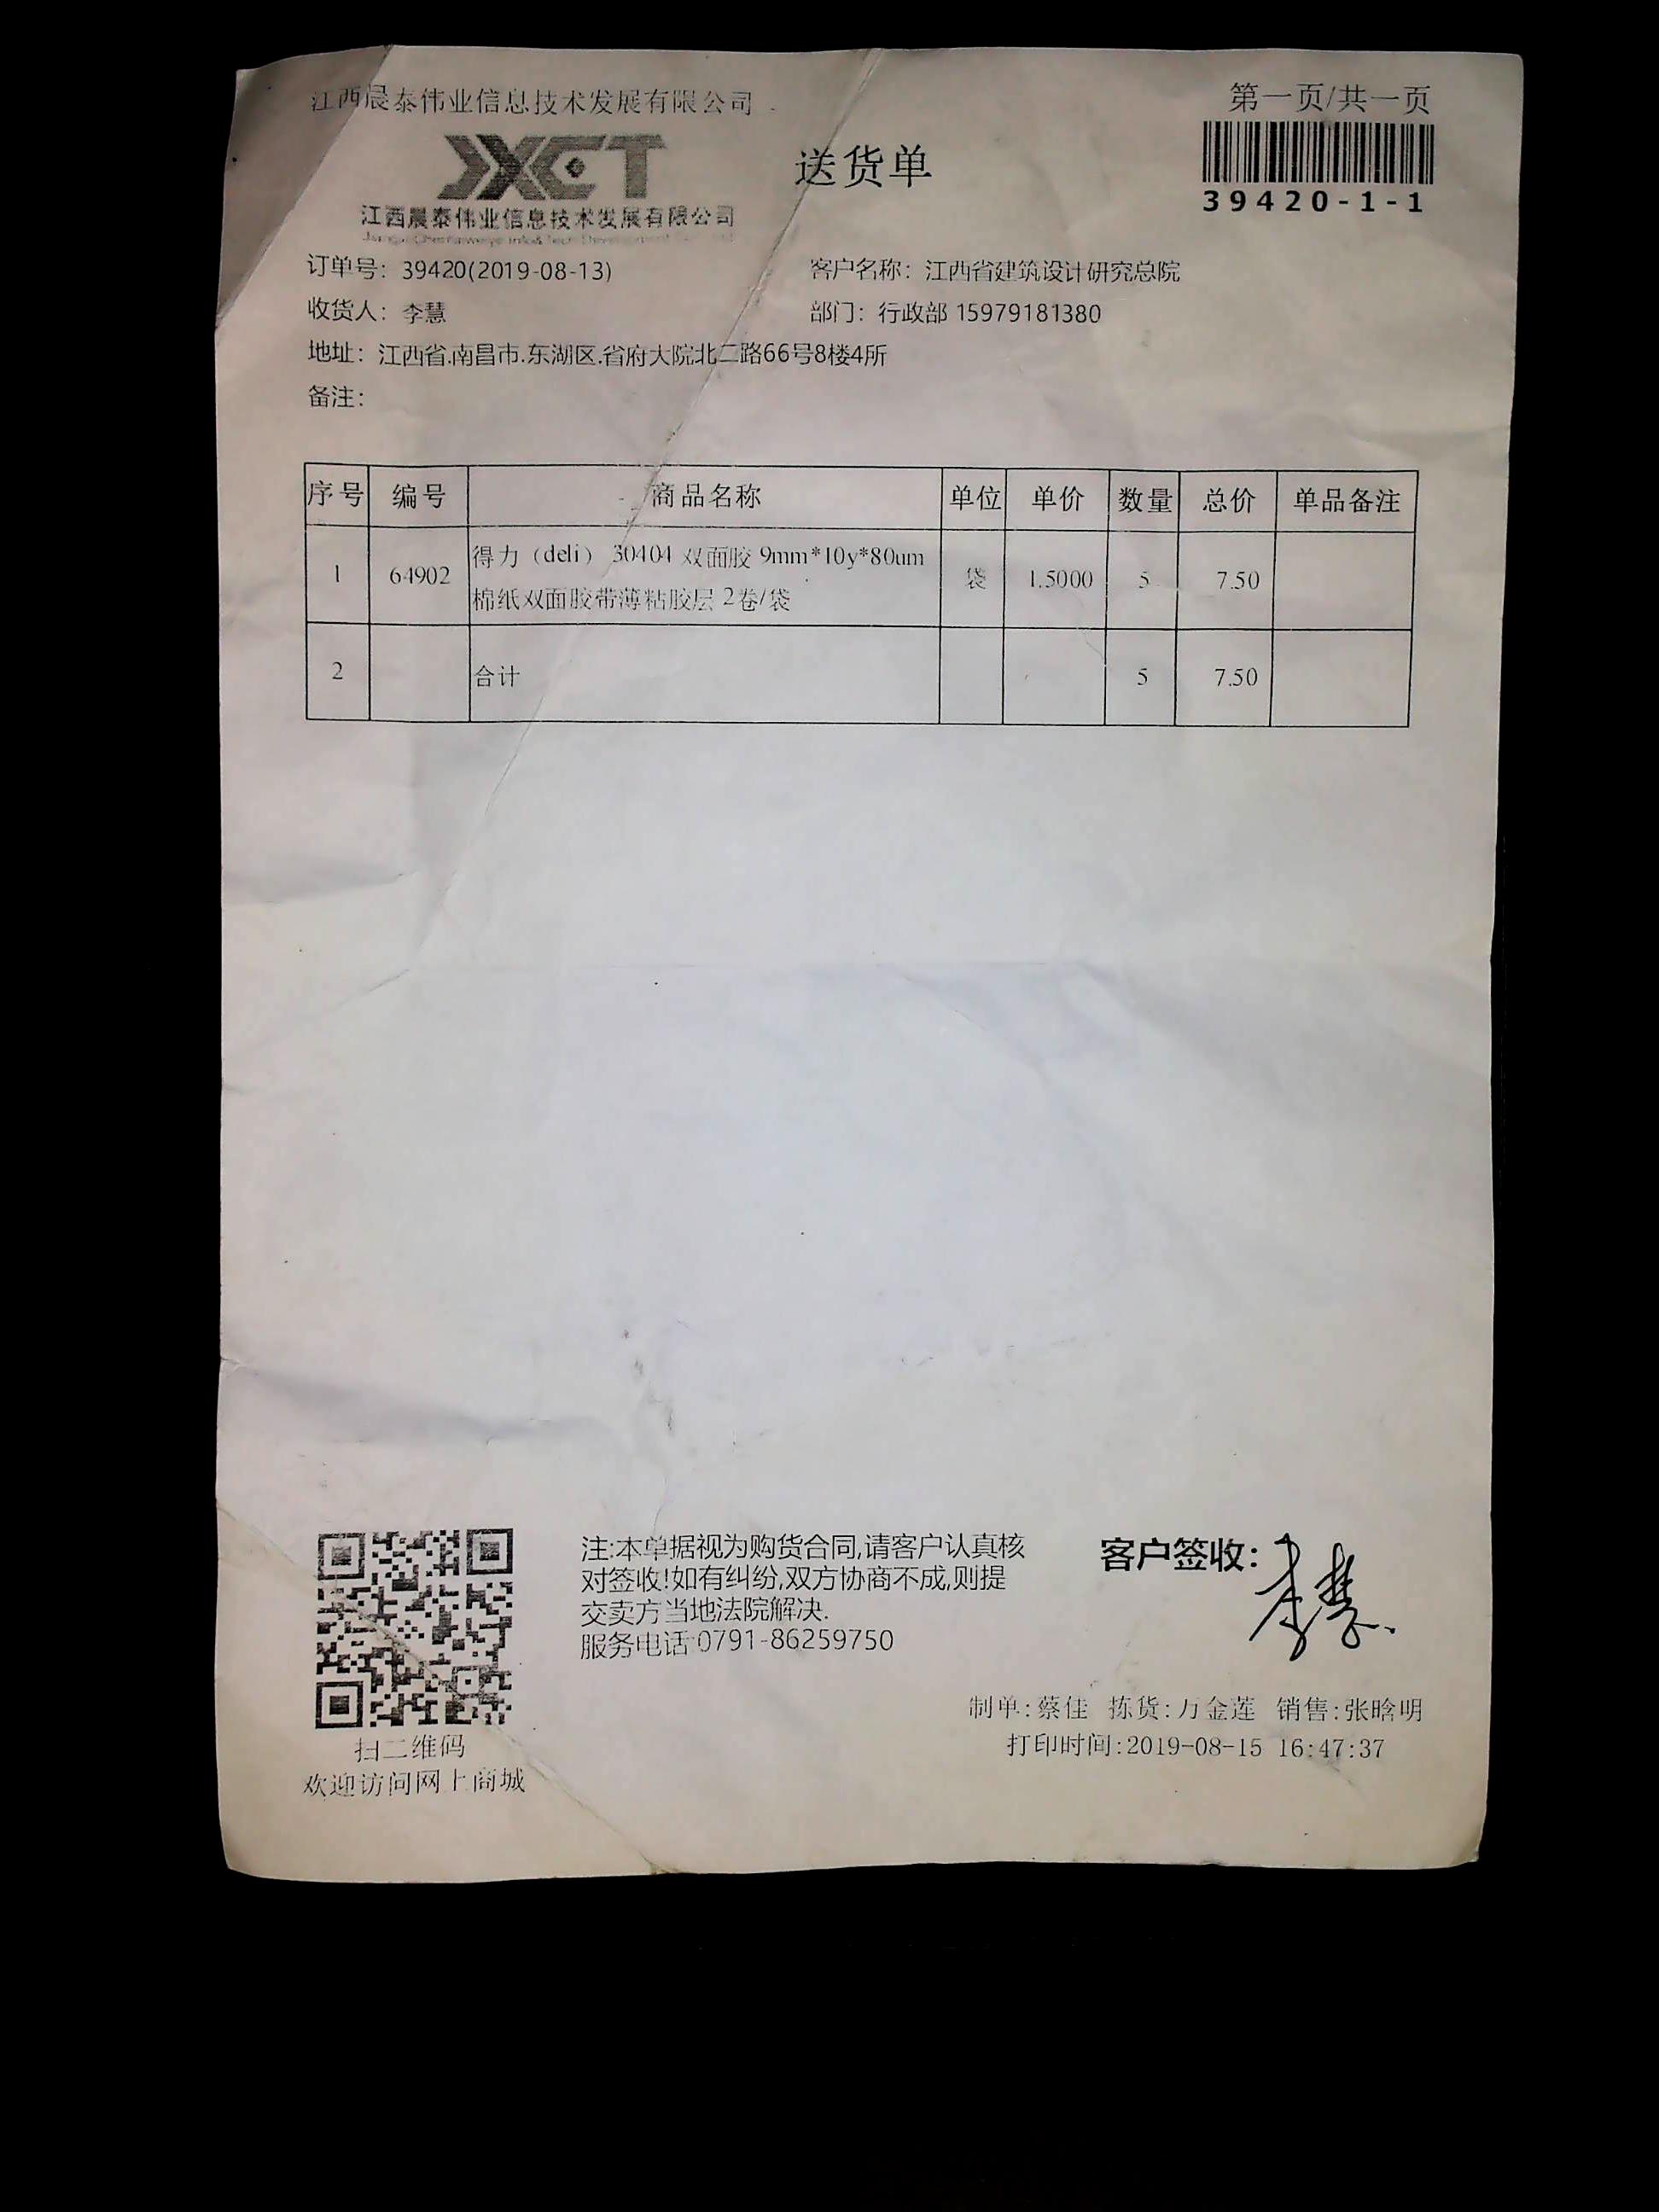 江西晨泰伟业信息技术发展有限公司
第一页/共一页
JXCT
送货单
39420-1-1
江西晨泰伟业信息技术发展有限公司
订单号：39420(2019-08-13)
客户名称：江西省建筑设计研究总院
收货人：李慧
部门：行政部 15979181380
地址：江西省.南昌市.东湖区.省府大院北二路66号8楼4所
备注：
序号 编号 商品名称 单位 单价 数量 总价 单品备注
1 64902 得力（deli） 30404 双面胶 9mm*10y*80um 袋 1.5000 5 7.50
棉纸双面胶带薄粘胶层 2卷/袋
2 合计 5 7.50
注:本单据视为购货合同,请客户认真核
对签收!如有纠纷,双方协商不成,则提
交卖方当地法院解决.
服务电话:0791-86259750
客户签收：李慧
制单:蔡佳 拣货:万金莲 销售:张晗明
打印时间:2019-08-15 16:47:37
扫二维码
欢迎访问网上商城